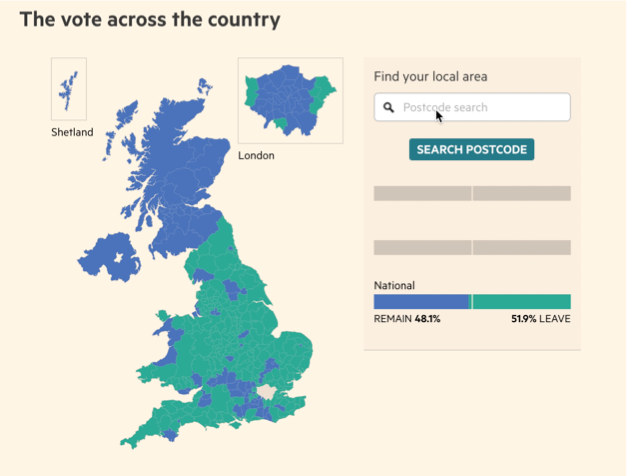 The vote across the country
Shetland
London
Find your local area
Postcode search
SEARCH POSTCODE
National
REMAIN 48.1%
51.9% LEAVE